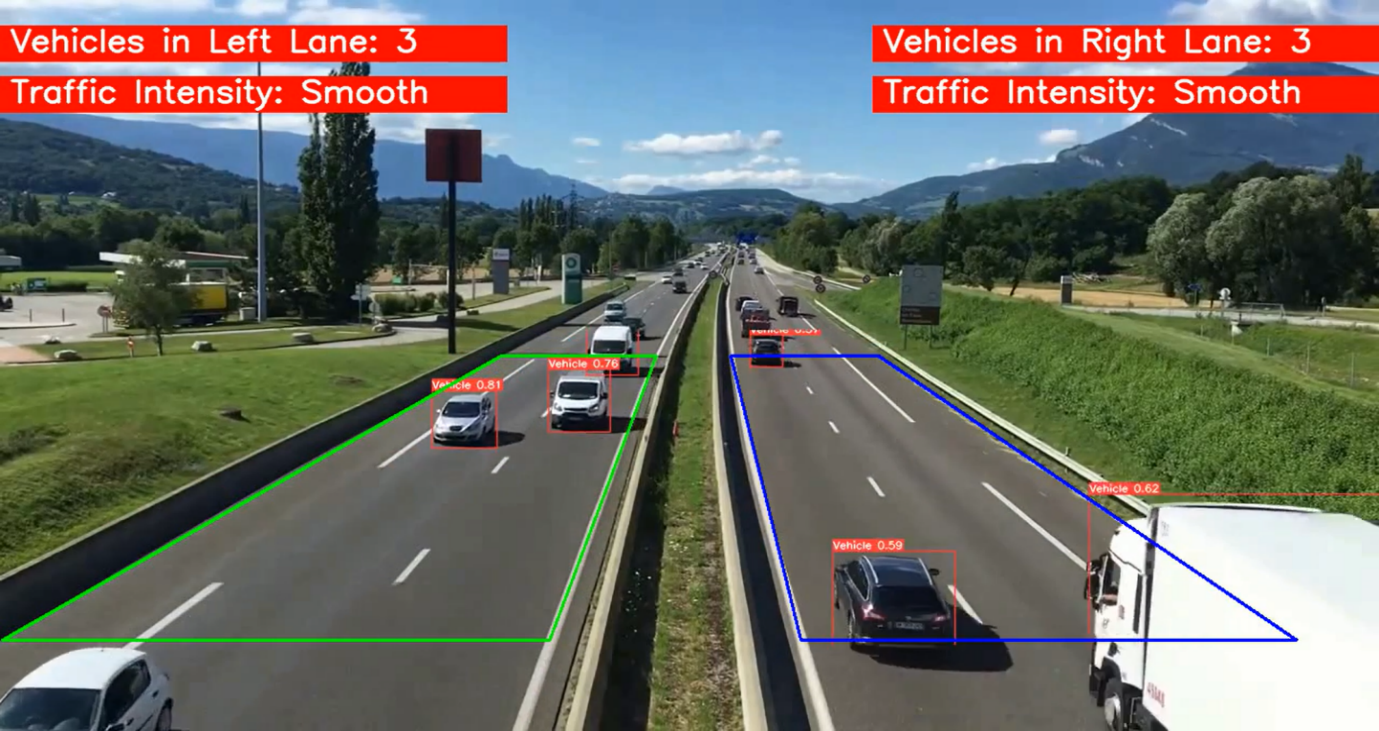 Vehicles in Left Lane: 3
Vehicles in Right Lane: 3
Traffic Intensity: Smooth
Traffic Intensity: Smooth
Vehicle 0.76
Vehicle 0.81
Vehicle 0.62
Vehicle 0.59